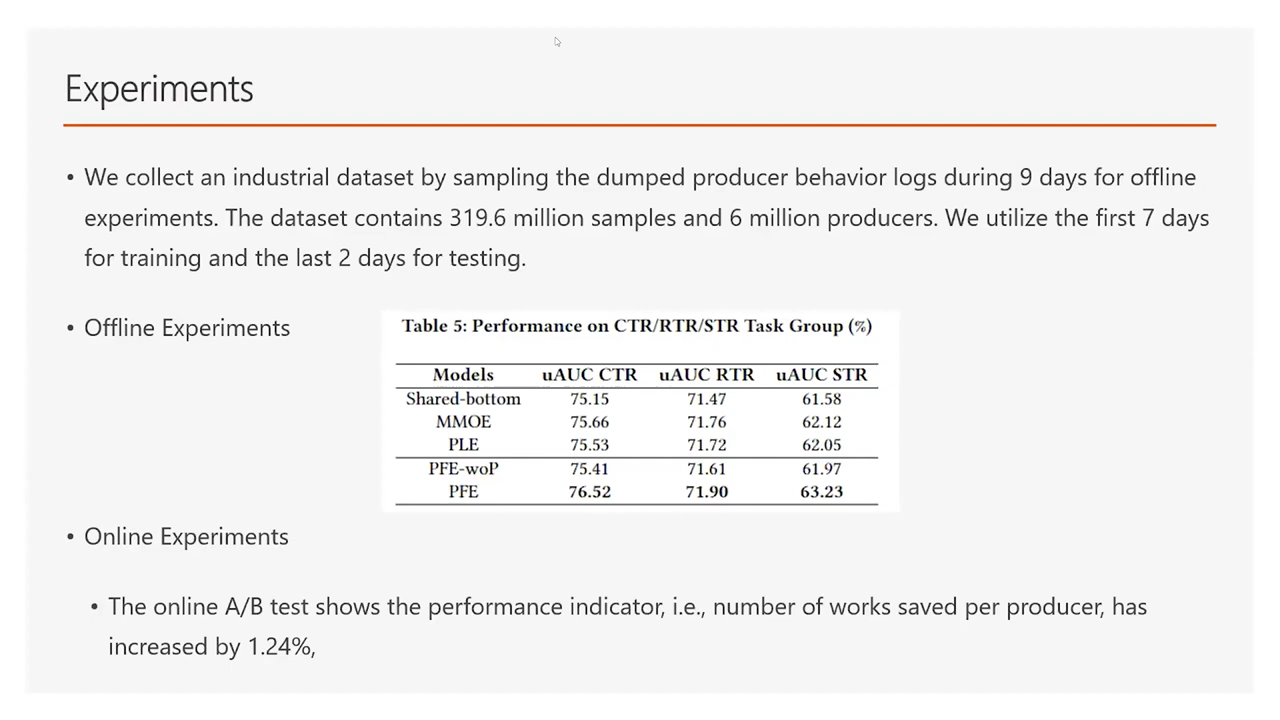 Experiments
• We collect an industrial dataset by sampling the dumped producer behavior logs during 9 days for offline
experiments. The dataset contains 319.6 million samples and 6 million producers. We utilize the first 7 days
for training and the last 2 days for testing.
• Offline Experiments
Table 5: Performance on CTR/RTR/STR Task Group (%)
Models uAUC CTR uAUC RTR uAUC STR
Shared-bottom 75.15 71.47 61.58
MMOE 75.66 71.76 62.12
PLE 75.53 71.72 62.05
PFE-woP 75.41 71.61 61.97
PFE 76.52 71.90 63.23
• Online Experiments
• The online A/B test shows the performance indicator, i.e., number of works saved per producer, has
increased by 1.24%,